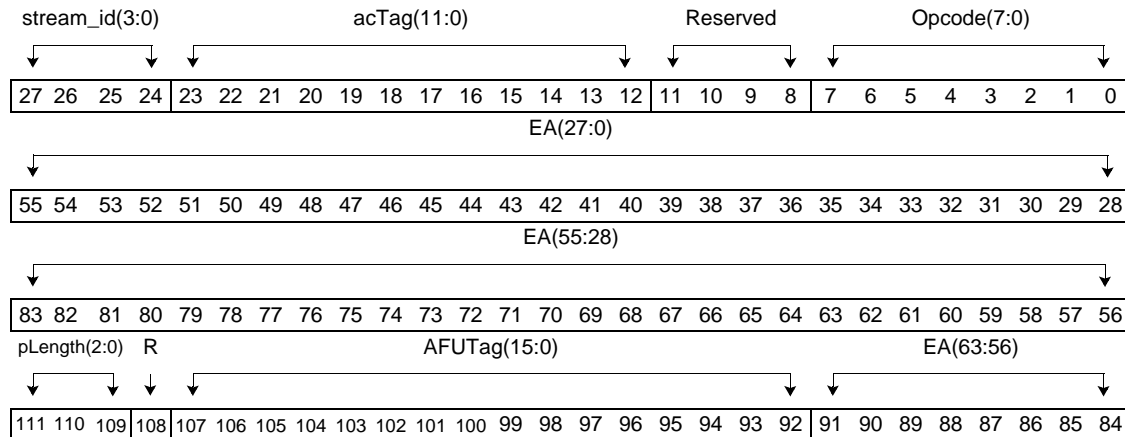 stream_id(3:0) acTag(11:0) Reserved Opcode(7:0)
27 26 25 24 23 22 21 20 19 18 17 16 15 14 13 12 11 10 9 8 7 6 5 4 3 2 1 0
EA(27:0)
55 54 53 52 51 50 49 48 47 46 45 44 43 42 41 40 39 38 37 36 35 34 33 32 31 30 29 28
EA(55:28)
83 82 81 80 79 78 77 76 75 74 73 72 71 70 69 68 67 66 65 64 63 62 61 60 59 58 57 56
pLength(2:0) R AFUTag(15:0) EA(63:56)
111 110 109 108 107 106 105 104 103 102 101 100 99 98 97 96 95 94 93 92 91 90 89 88 87 86 85 84